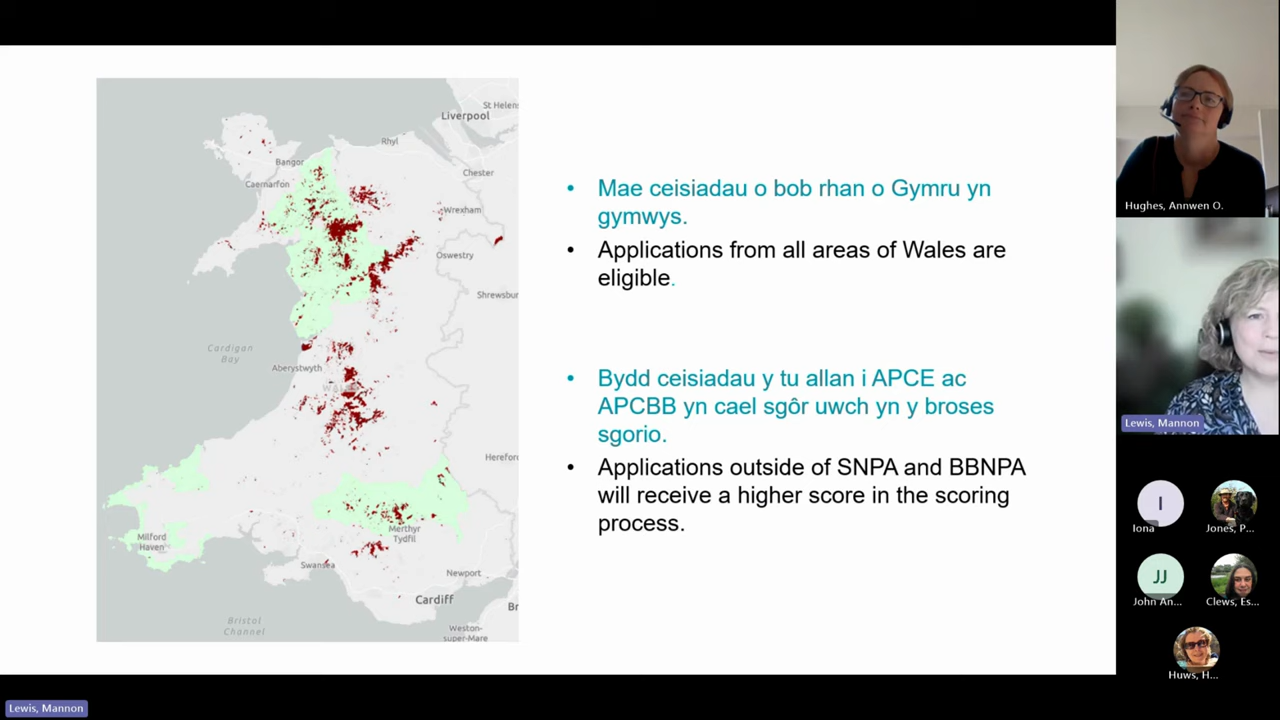 St Helens
Liverpool
Rhyl
Bangor
Chester
Caernarfon
Wrexham
Oswestry
Shrewsbur
Cardigan
Bay
Aberystwyth
Hereford
Merthyr
Tydfil
Milford
Haven
Swansea
Newport
Cardiff
Bristol
Channel
Weston-
super-Mare
• Mae ceisiadau o bob rhan o Gymru yn
gymwys.
• Applications from all areas of Wales are
eligible.
• Bydd ceisiadau y tu allan i APCE ac
APCBB yn cael sgôr uwch yn y broses
sgorio.
• Applications outside of SNPA and BBNPA
will receive a higher score in the scoring
process.
Hughes, Annwen O.
Lewis, Mannon
I
Iona
Jones, P...
JJ
John An...
Clews, Es...
Huws, H...
Lewis, Mannon